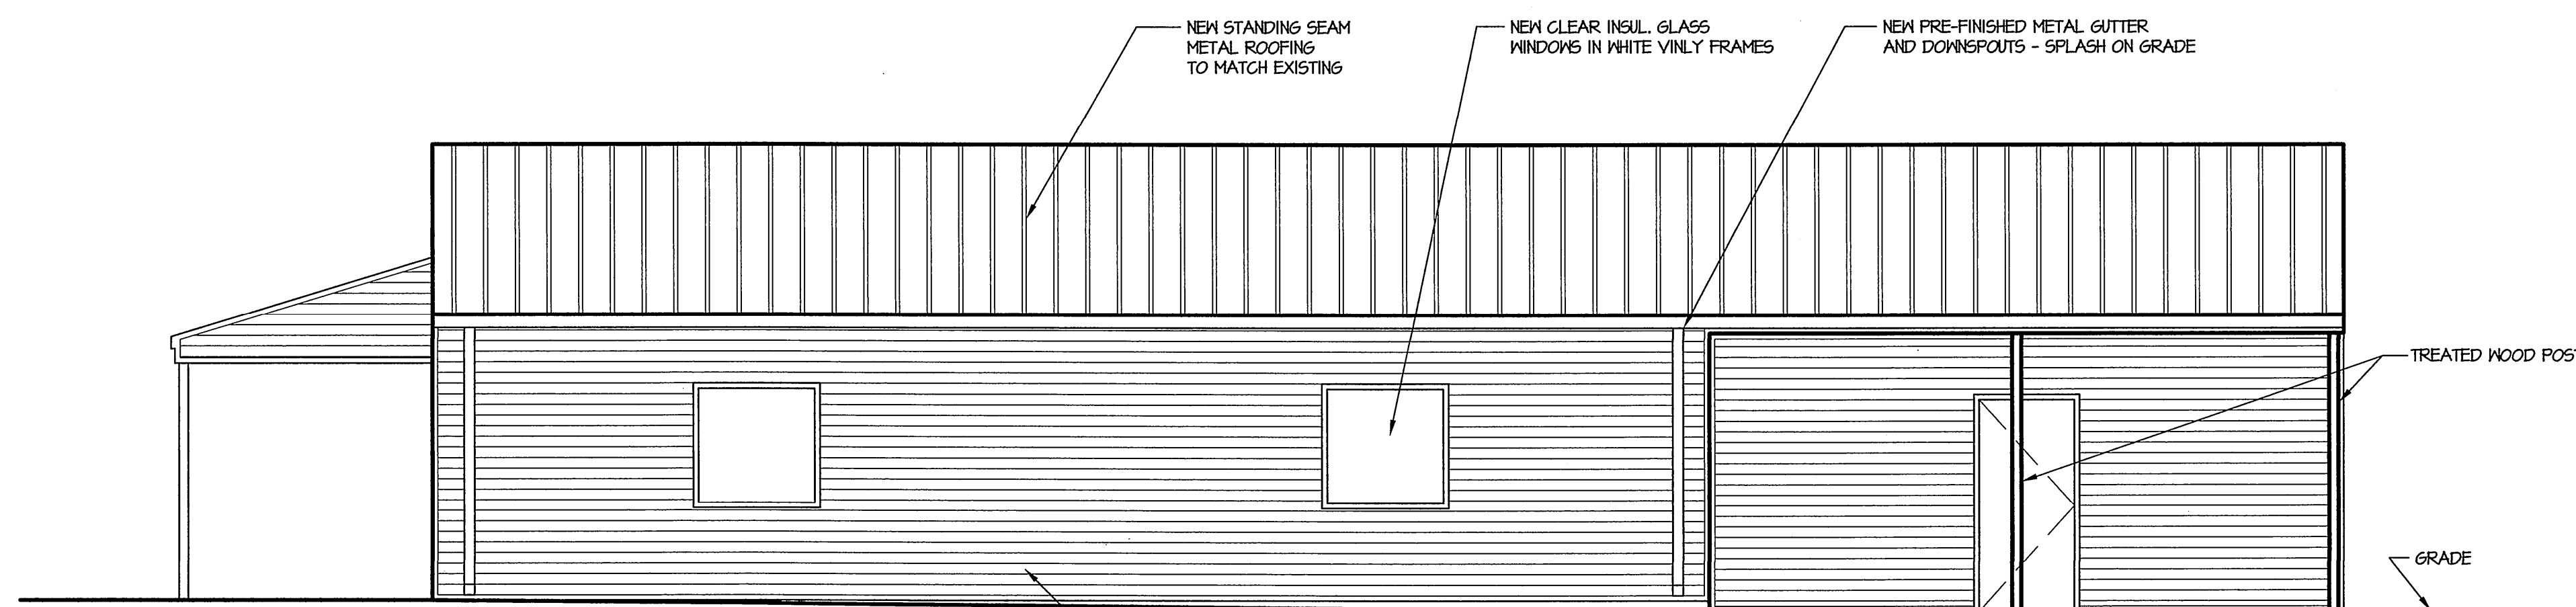 NEW STANDING SEAM
METAL ROOFING
TO MATCH EXISTING
NEW CLEAR INSUL. GLASS
WINDOWS IN WHITE VINLY FRAMES
NEW PRE-FINISHED METAL GUTTER
AND DOWNSPOUTS - SPLASH ON GRADE
TREATED WOOD POS
GRADE